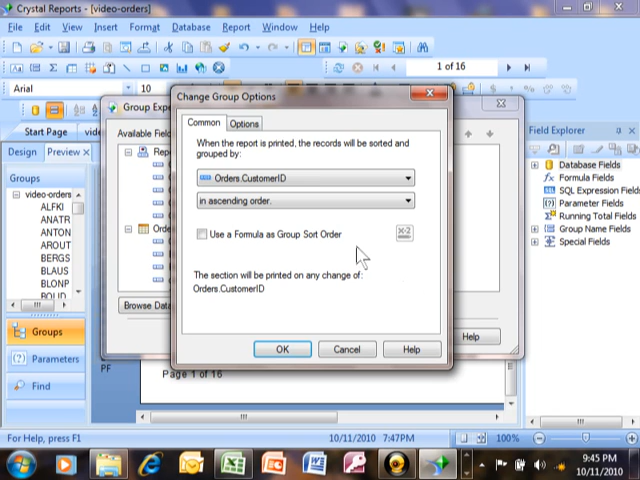 Crystal Reports - [video-orders]
File Edit View Insert Format Database Report Window Help
1 of 16
Arial 10
Start Page
Design Preview
Groups
video-orders
ALFKI
ANATR
ANTON
AROUT
BERGS
BLAUS
BLONP
BOLID
Groups
Parameters
Find
Available Field
Browse Data
Help
Change Group Options
Common Options
When the report is printed, the records will be sorted and
grouped by:
Orders.CustomerID
in ascending order.
Use a Formula as Group Sort Order
x-2
The section will be printed on any change of:
Orders.CustomerID
OK Cancel Help
PF
Page 1 of 16
Field Explorer
Database Fields
Formula Fields
SQL Expression Fields
Parameter Fields
Running Total Fields
Group Name Fields
Special Fields
For Help, press F1 10/11/2010 7:47PM 100%
9:45 PM
10/11/2010